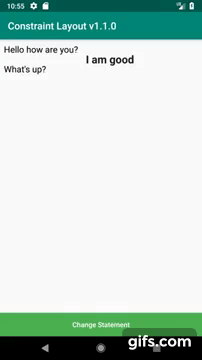 10:55
Constraint Layout v1.1.0
Hello how are you?
I am good
What's up?
Change Statement
gifs.com